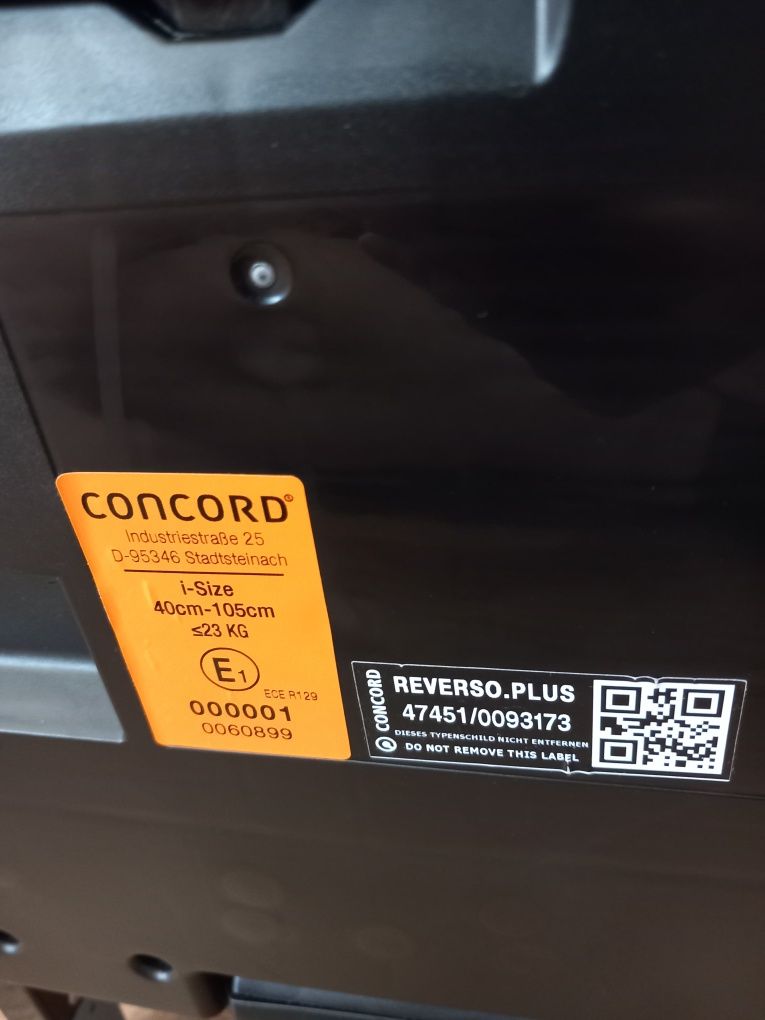 CONCORD®
Industriestraße 25
D-95346 Stadtsteinach
i-Size
40cm-105cm
≤23 KG
E1
ECE R129
000001
0060899
CONCORD
REVERSO.PLUS
47451/0093173
DIESES TYPENSCHILD NICHT ENTFERNEN
DO NOT REMOVE THIS LABEL